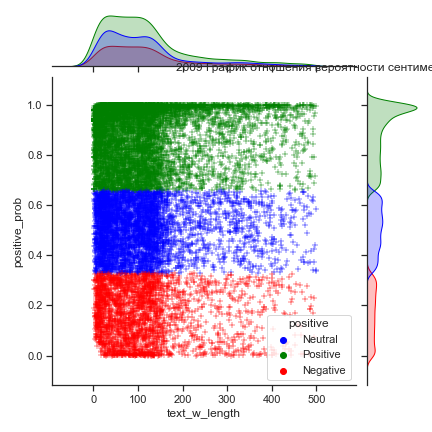 2009 График отношения вероятности сентиме
1.0
0.8
0.6
0.4
0.2
0.0
positive_prob
0 100 200 300 400 500
text_w_length
positive
Neutral
Positive
Negative